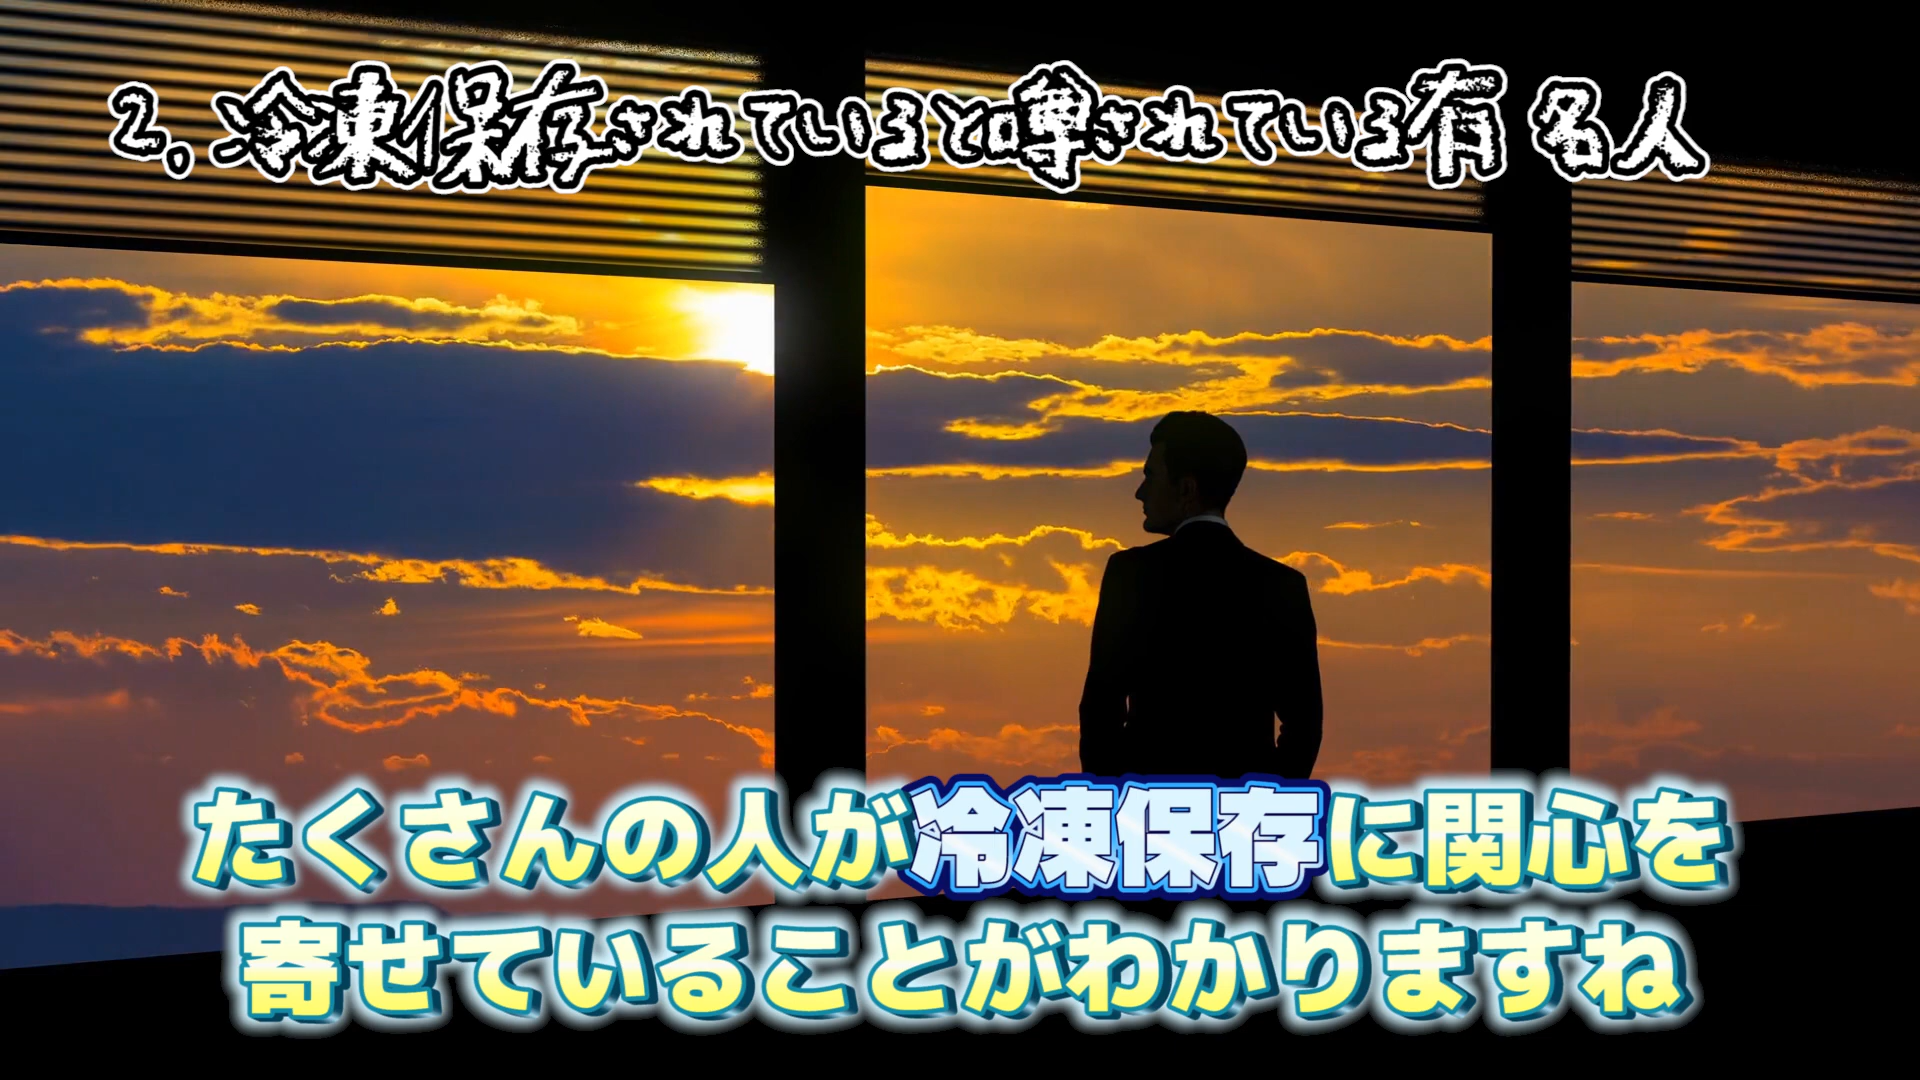 2. 冷凍保存されていると噂されている有名人
たくさんの人が冷凍保存に関心を
寄せていることがわかりますね